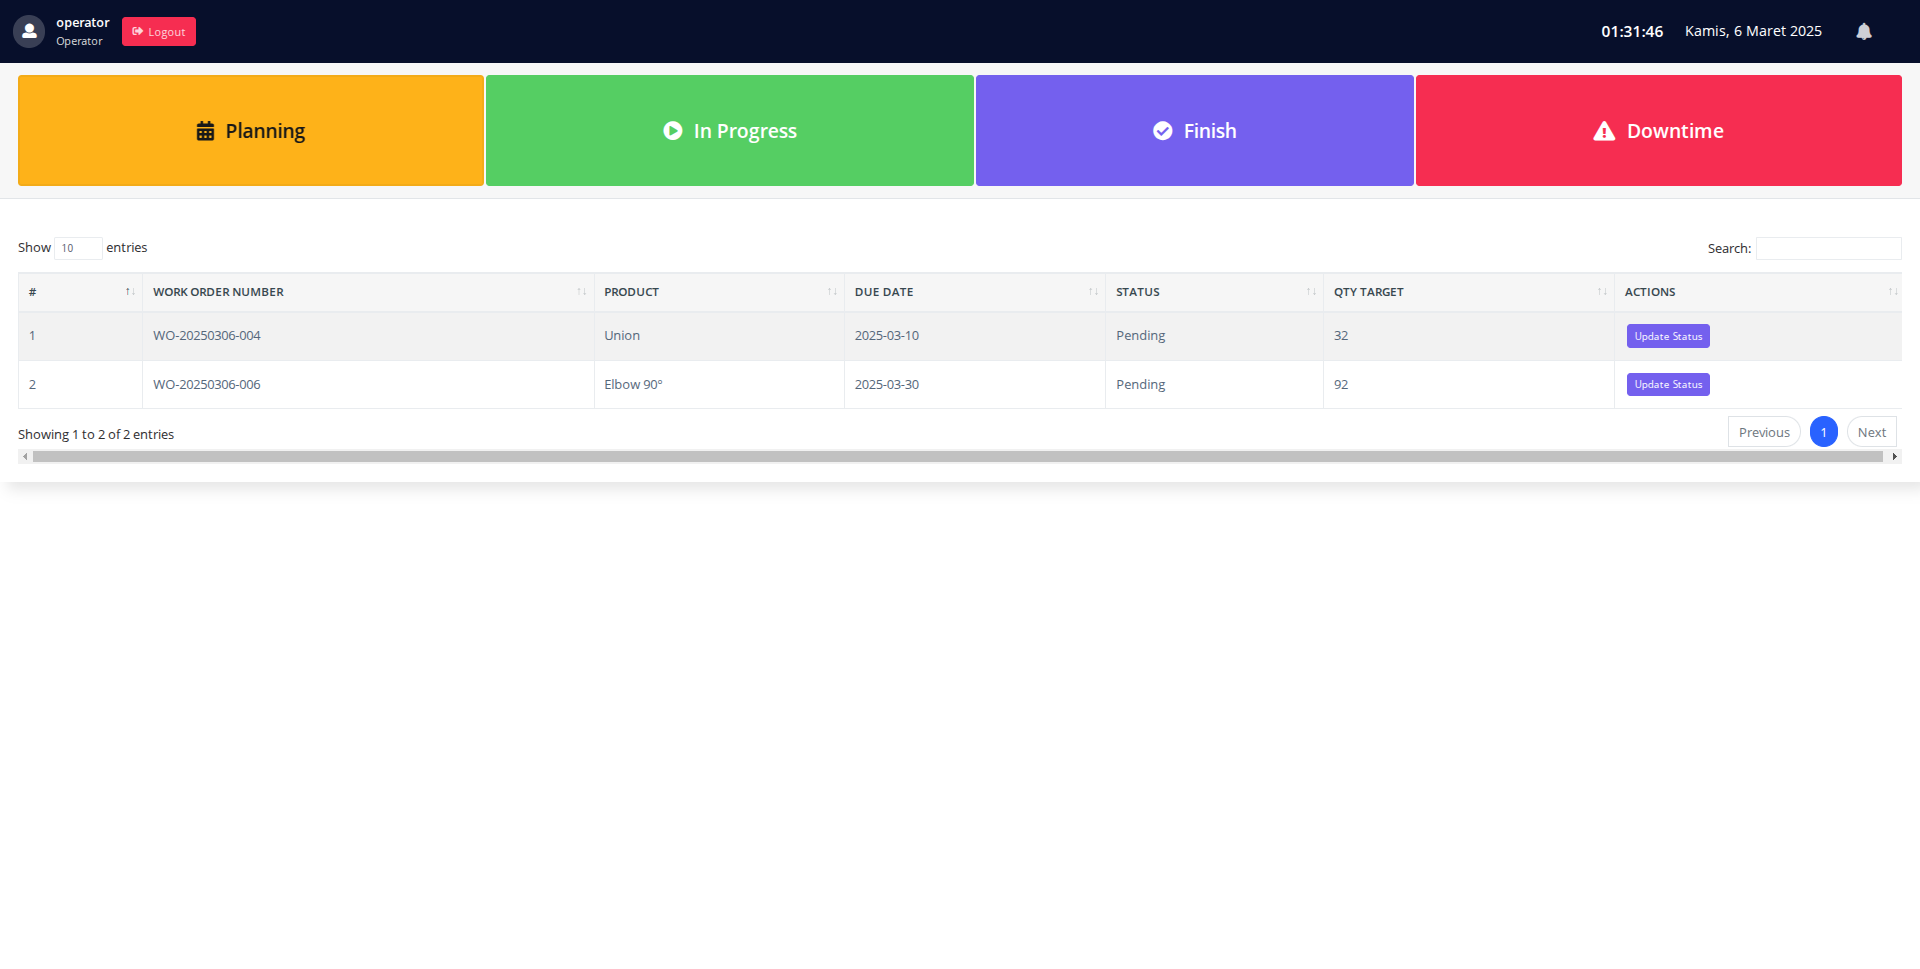 operator
Operator
Logout
01:31:46 Kamis, 6 Maret 2025
Planning In Progress Finish Downtime
Show 10 entries Search:
# WORK ORDER NUMBER PRODUCT DUE DATE STATUS QTY TARGET ACTIONS
1 WO-20250306-004 Union 2025-03-10 Pending 32 Update Status
2 WO-20250306-006 Elbow 90° 2025-03-30 Pending 92 Update Status
Showing 1 to 2 of 2 entries Previous 1 Next